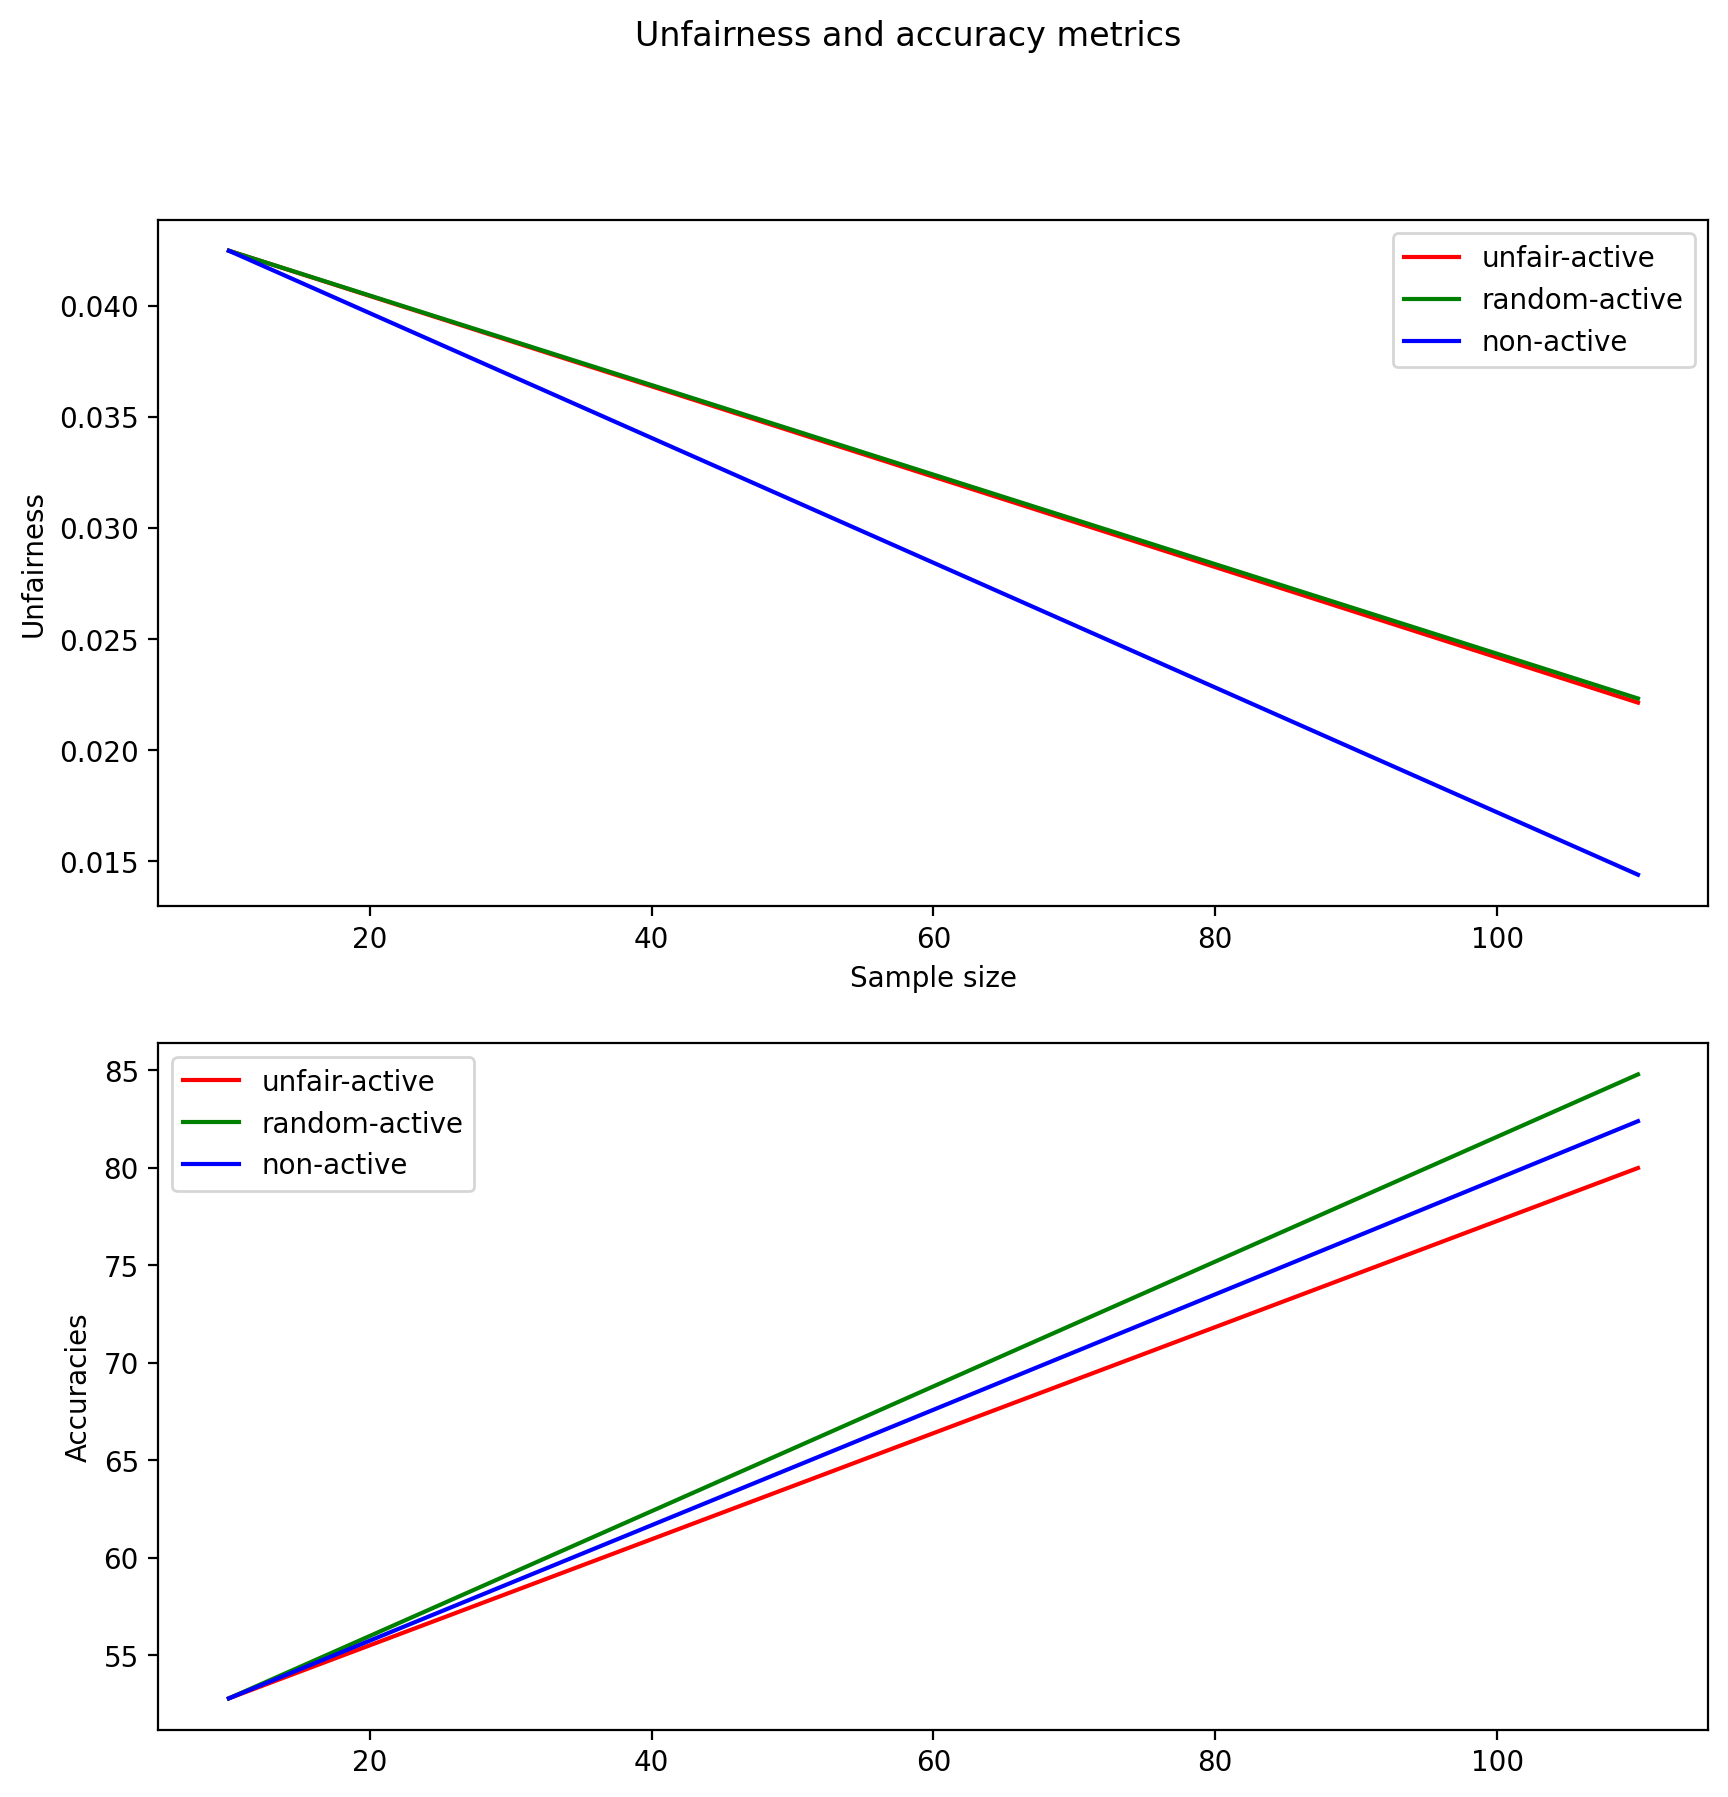 Unfairness and accuracy metrics
unfair-active
random-active
non-active
0.040
0.035
0.030
0.025
0.020
0.015
Unfairness
20 40 60 80 100
Sample size
unfair-active
random-active
non-active
85
80
75
70
65
60
55
Accuracies
20 40 60 80 100